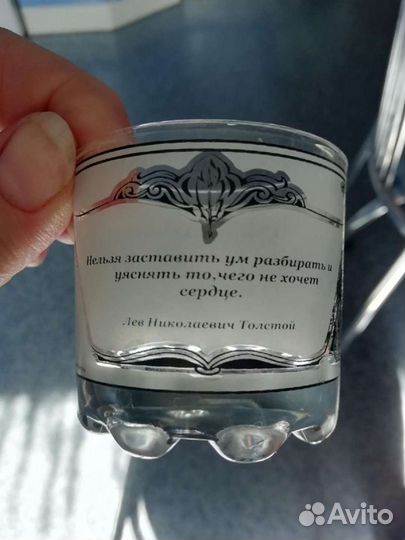 Нельзя заставить ум разбирать и
уяснять то, чего не хочет
сердце.
Лев Николаевич Толстой
Avito